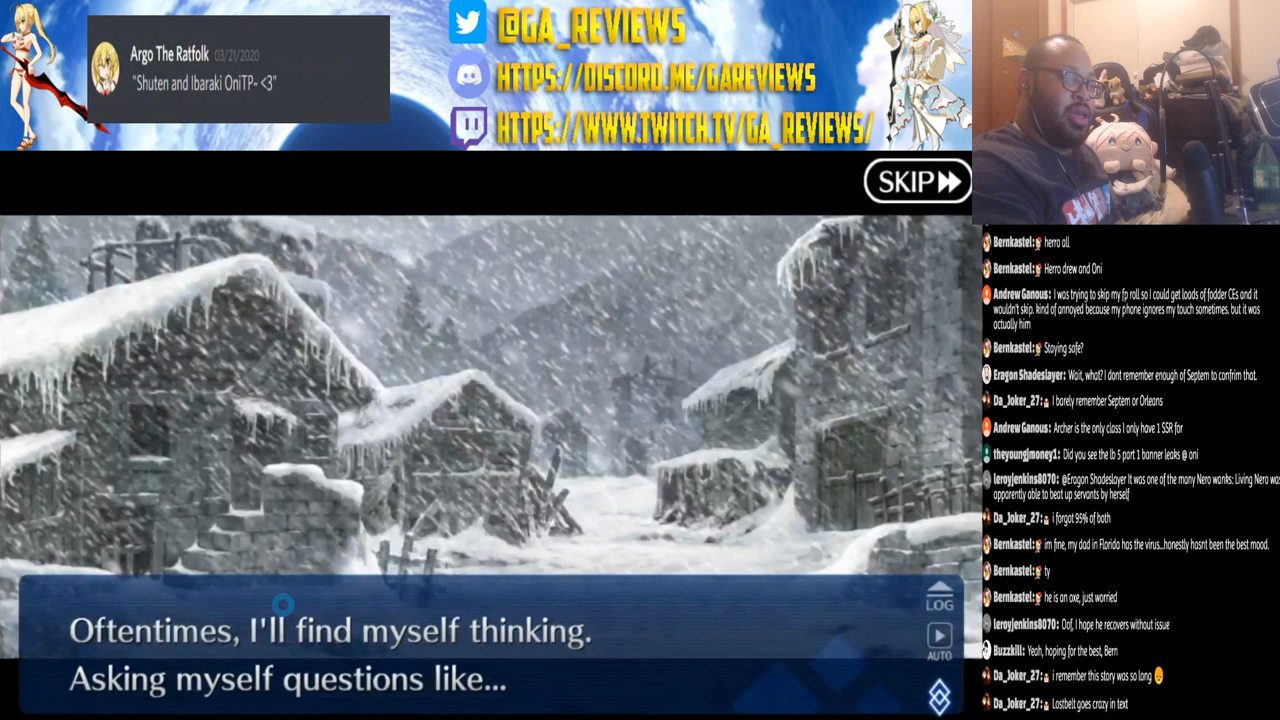 Argo The Ratfolk 03/21/2020
"Shuten and Ibaraki OniTP~ <3"
@GA_REVIEWS
HTTPS://DISCORD.ME/GAREVIEWS
HTTPS://WWW.TWITCH.TV/GA_REVIEWS/
SKIP
Bernkastel: herro all
Bernkastel: Herro drew and Oni
Andrew Ganous: I was trying to skip my fp roll so I could get loads of fodder CEs and it
wouldn't skip. kind of annoyed because my phone ignores my touch sometimes. but it was
actually him
Bernkastel: Staying safe?
Eragon Shadeslayer: Wait, what? I dont remember enough of Septem to confrim that.
Da_Joker_27: I barely remember Septem or Orleans
Andrew Ganous: Archer is the only class I only have 1 SSR for
theyoungjmoney1: Did you see the lb 5 part 1 banner leaks @ oni
leroyjenkins8070: @Eragon Shadeslayer It was one of the many Nero wanks: Living Nero was
apparently able to beat up servants by herself
Da_Joker_27: i forgot 95% of both
Bernkastel: im fine, my dad in Florida has the virus...honestly hasnt been the best mood.
Bernkastel: ty
Bernkastel: he is an oxe, just worried
leroyjenkins8070: Oof, I hope he recovers without issue
Buzzkill: Yeah, hoping for the best, Bern
Da_Joker_27: i remember this story was so long
Da_Joker_27: Lostbelt goes crazy in text
Oftentimes, I'll find myself thinking.
Asking myself questions like...
LOG
AUTO